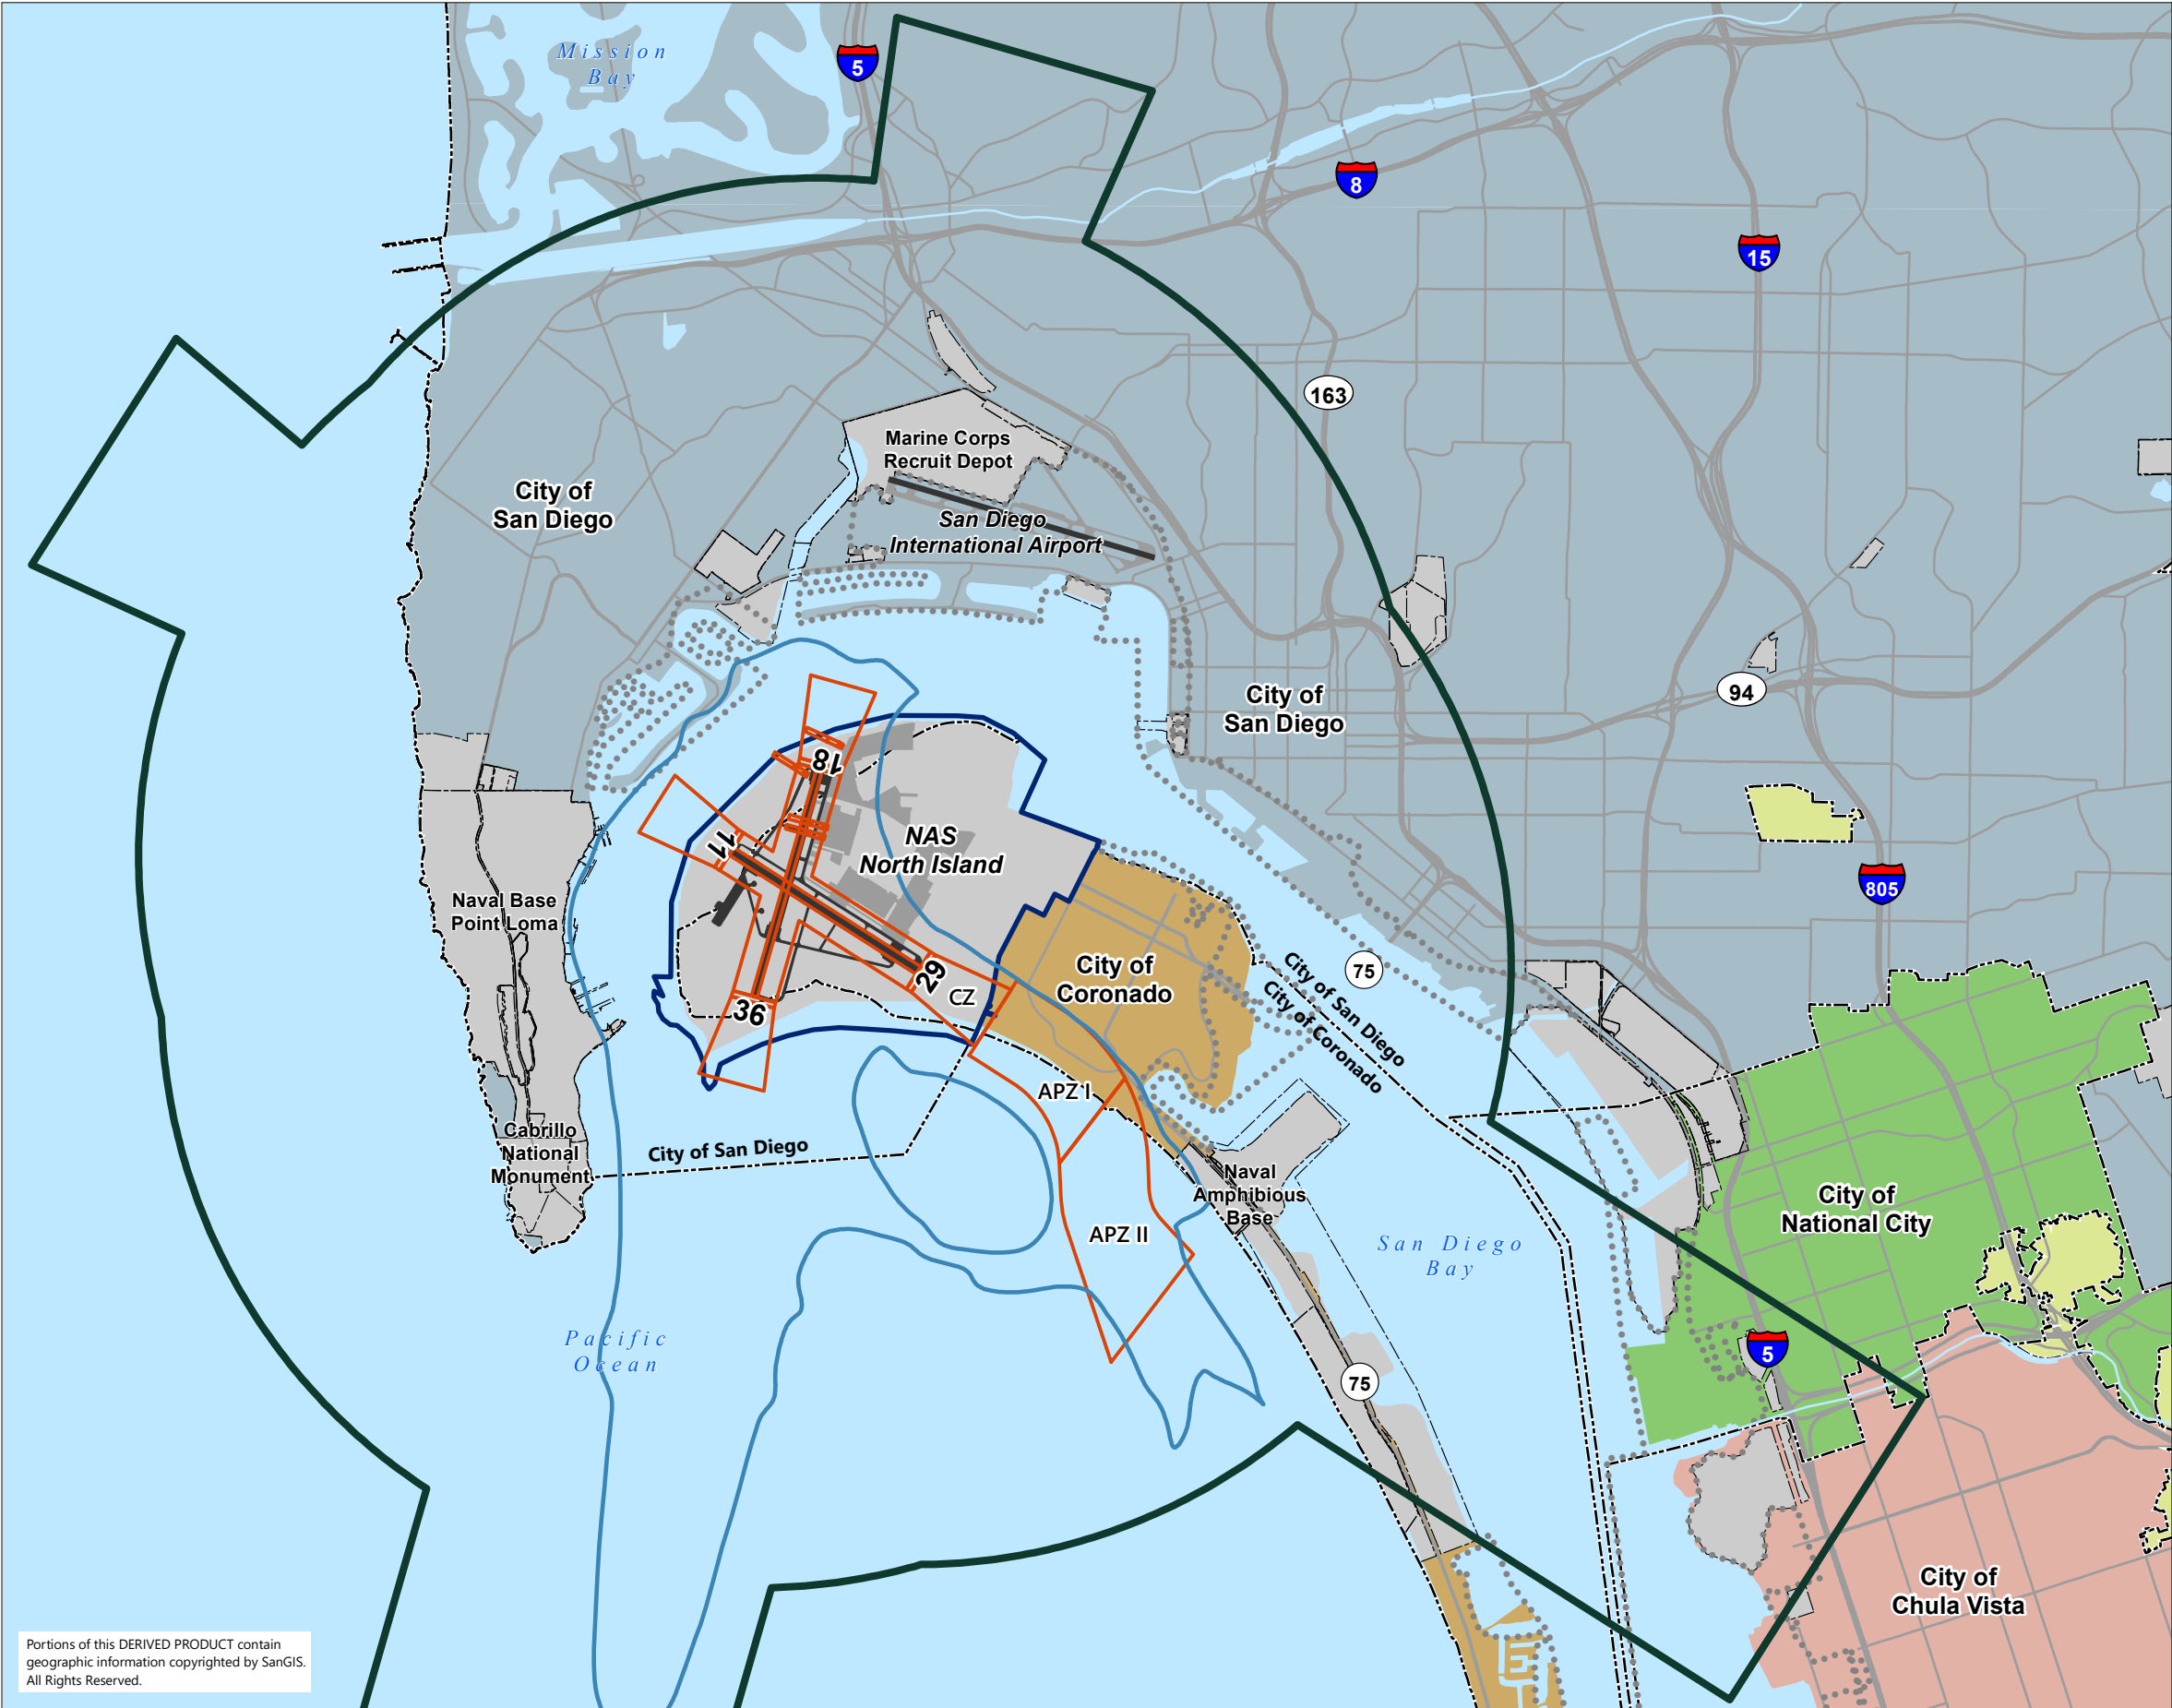 Mission
Bay
5
8
15
163
Marine Corps
Recruit Depot
City of
San Diego
San Diego
International Airport
City of
San Diego
94
18
NAS
North Island
11
805
Naval Base
Point Loma
29
CZ
36
City of
Coronado
75
City of San Diego
City of Coronado
APZ I
Cabrillo
National
Monument
City of San Diego
Naval
Amphibious
Base
City of
National City
APZ II
San Diego
Bay
Pacific
Ocean
5
75
City of
Chula Vista
Portions of this DERIVED PRODUCT contain
geographic information copyrighted by SanGIS.
All Rights Reserved.